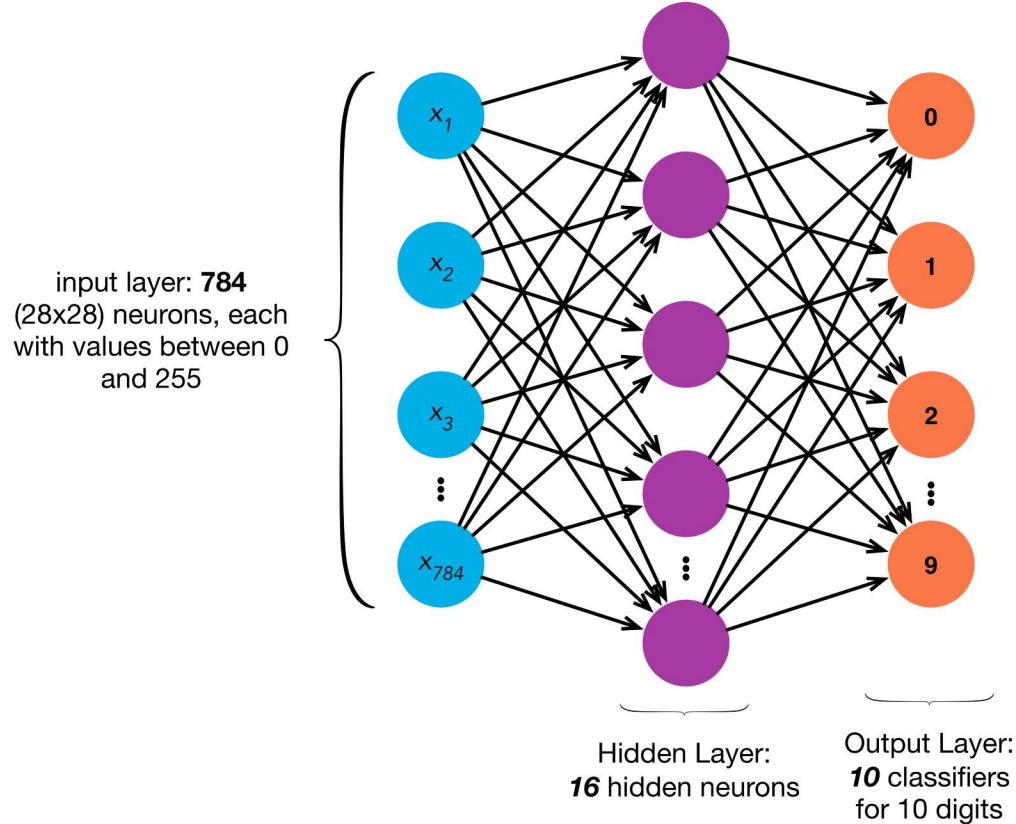 input layer: 784
(28x28) neurons, each
with values between 0
and 255
x1
x2
x3
x784
0
1
2
9
Hidden Layer:
16 hidden neurons
Output Layer:
10 classifiers
for 10 digits